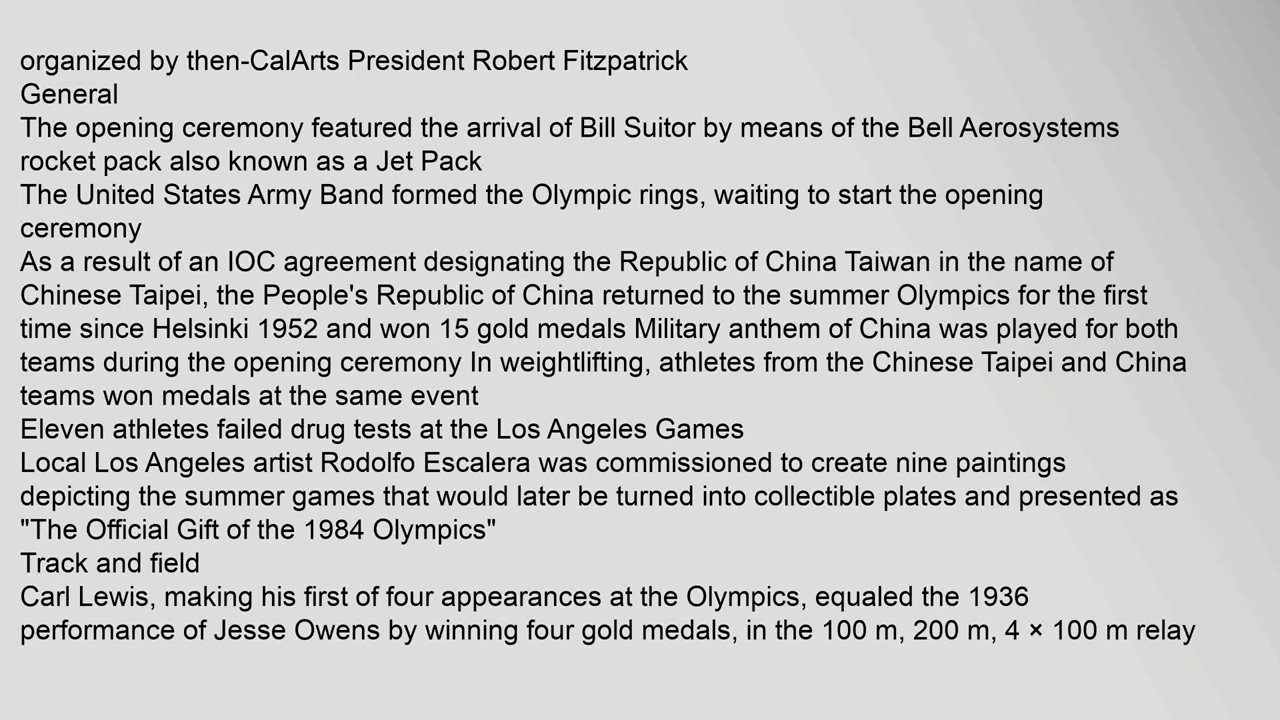 organized by then-CalArts President Robert Fitzpatrick
General
The opening ceremony featured the arrival of Bill Suitor by means of the Bell Aerosystems
rocket pack also known as a Jet Pack
The United States Army Band formed the Olympic rings, waiting to start the opening
ceremony
As a result of an IOC agreement designating the Republic of China Taiwan in the name of
Chinese Taipei, the People's Republic of China returned to the summer Olympics for the first
time since Helsinki 1952 and won 15 gold medals Military anthem of China was played for both
teams during the opening ceremony In weightlifting, athletes from the Chinese Taipei and China
teams won medals at the same event
Eleven athletes failed drug tests at the Los Angeles Games
Local Los Angeles artist Rodolfo Escalera was commissioned to create nine paintings
depicting the summer games that would later be turned into collectible plates and presented as
"The Official Gift of the 1984 Olympics"
Track and field
Carl Lewis, making his first of four appearances at the Olympics, equaled the 1936
performance of Jesse Owens by winning four gold medals, in the 100 m, 200 m, 4 × 100 m relay